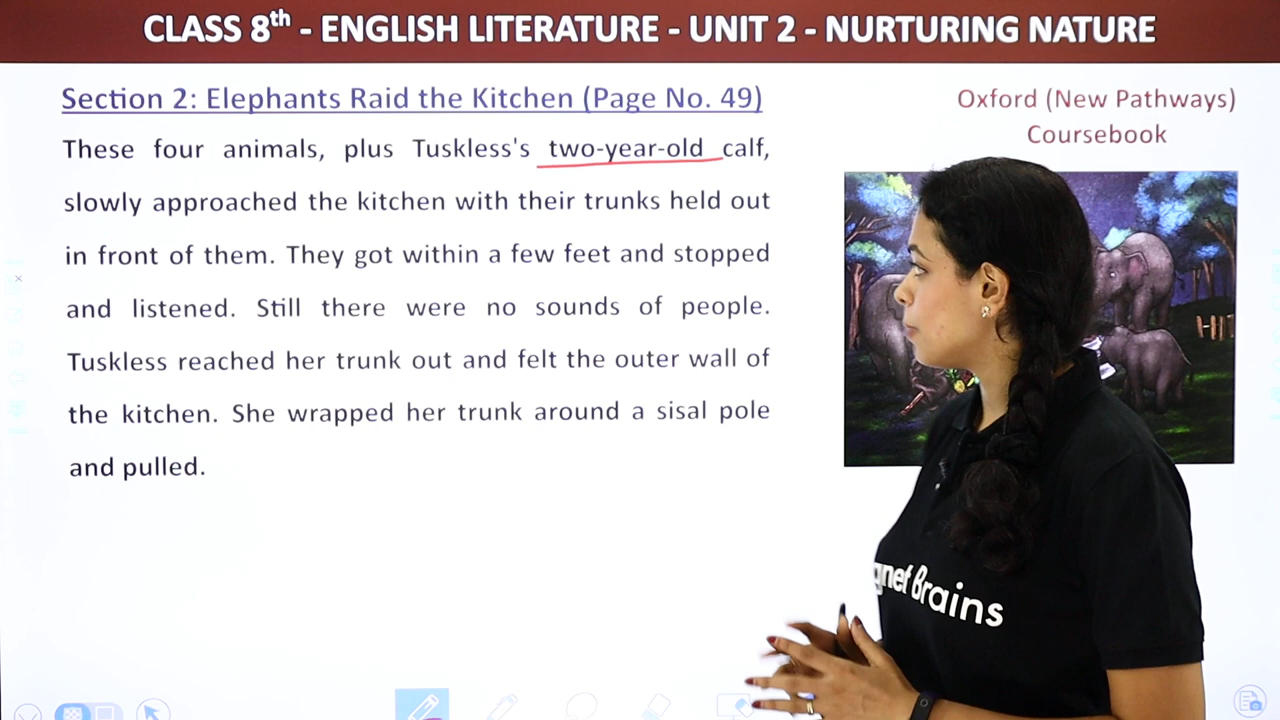 CLASS 8th - ENGLISH LITERATURE - UNIT 2 - NURTURING NATURE
Section 2: Elephants Raid the Kitchen (Page No. 49)
These four animals, plus Tuskless's two-year-old calf,
slowly approached the kitchen with their trunks held out
in front of them. They got within a few feet and stopped
and listened. Still there were no sounds of people.
Tuskless reached her trunk out and felt the outer wall of
the kitchen. She wrapped her trunk around a sisal pole
and pulled.
Oxford (New Pathways)
Coursebook
Brains